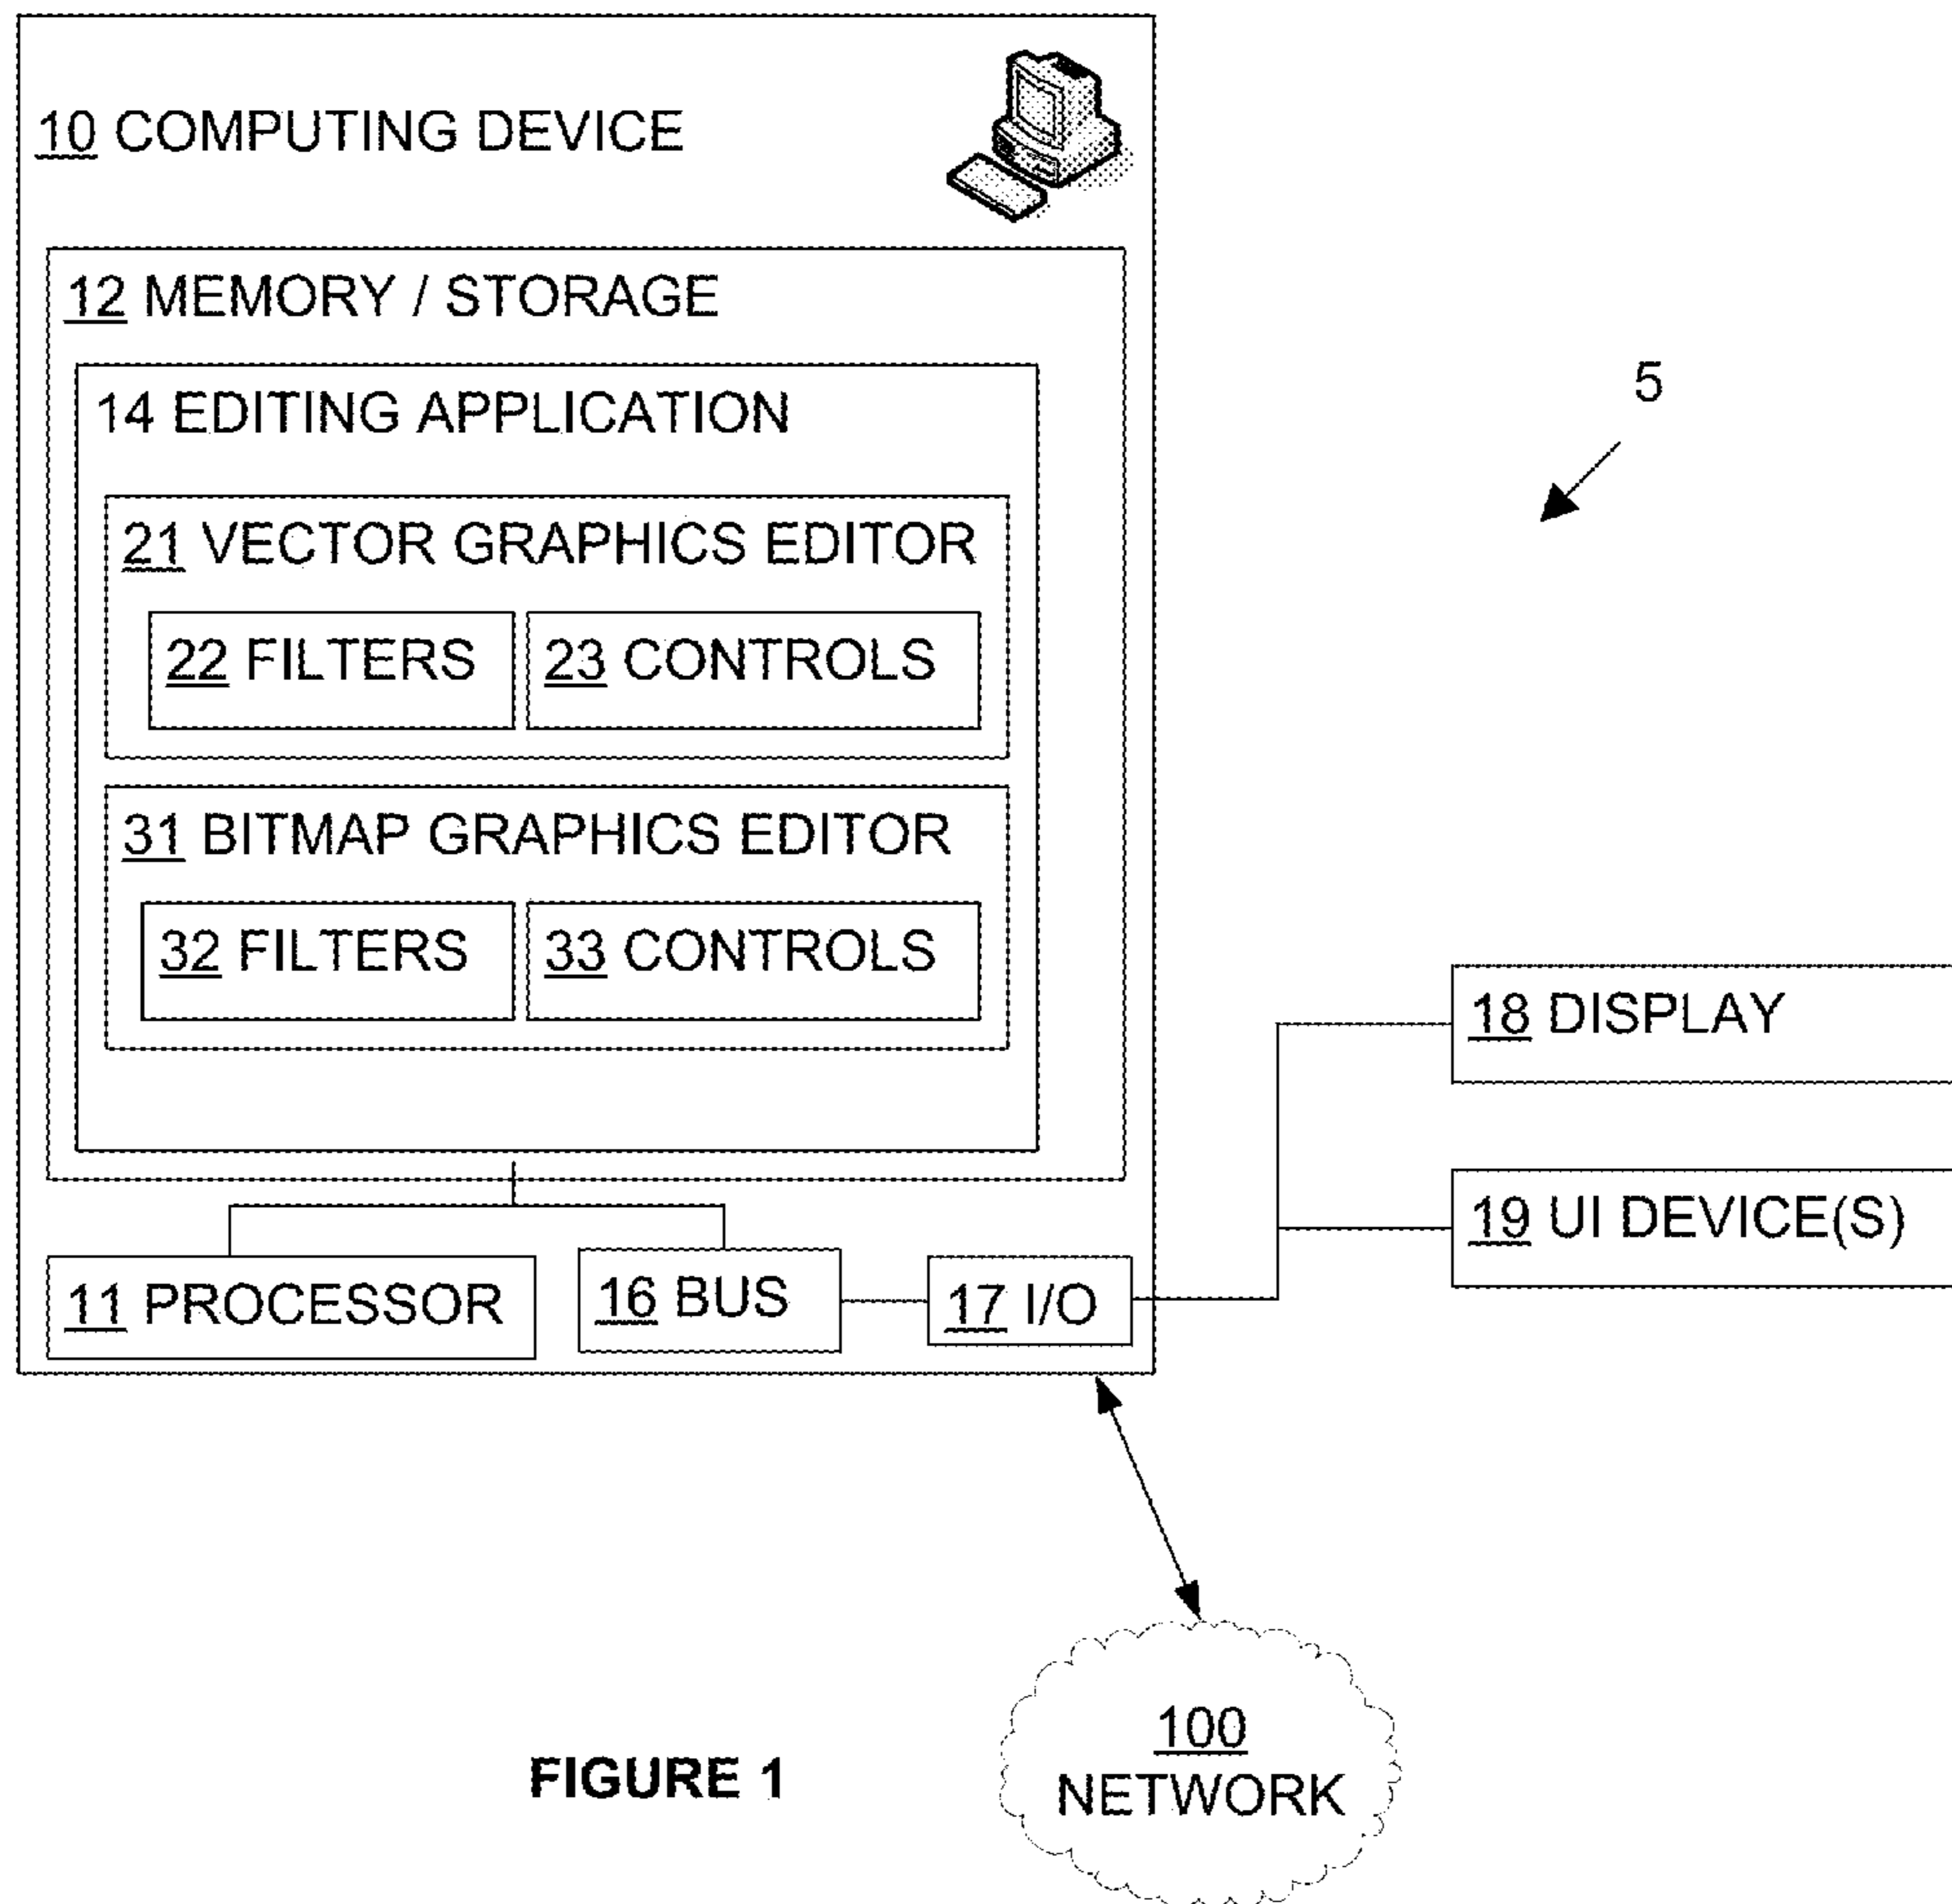 10 COMPUTING DEVICE
12 MEMORY / STORAGE
14 EDITING APPLICATION
5
21 VECTOR GRAPHICS EDITOR
22 FILTERS
23 CONTROLS
31 BITMAP GRAPHICS EDITOR
32 FILTERS
33 CONTROLS
18 DISPLAY
19 UI DEVICE(S)
11 PROCESSOR
16 BUS
17 I/O
100
NETWORK
FIGURE 1